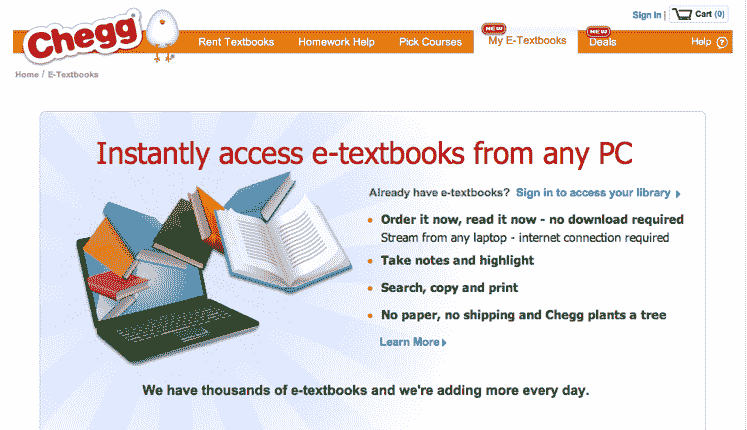 Sign In | Cart (0)
Chegg
NEW NEW
Rent Textbooks Homework Help Pick Courses My E-Textbooks Deals Help ?
Home / E-Textbooks
Instantly access e-textbooks from any PC
Already have e-textbooks? Sign in to access your library
Order it now, read it now - no download required
Stream from any laptop - internet connection required
Take notes and highlight
Search, copy and print
No paper, no shipping and Chegg plants a tree
Learn More
We have thousands of e-textbooks and we're adding more every day.